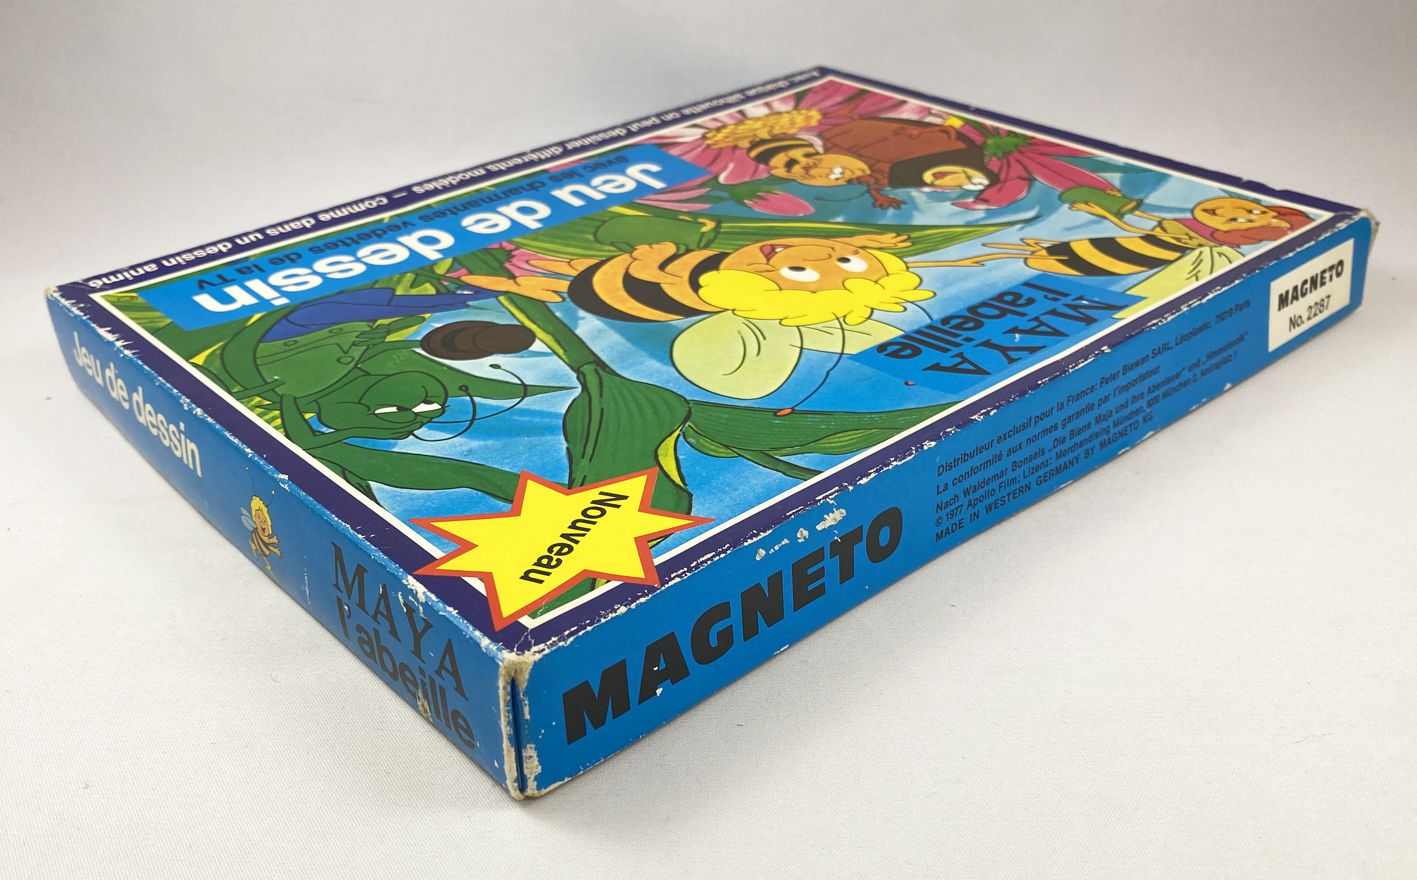 Avec chaque silhouette on peut dessiner différents modèles – comme dans un dessin animé
Jeu de dessin
avec les charmantes vedettes de la TV
MAYA
l'abeille
Nouveau
Jeu de dessin
MAYA
l'abeille
MAGNETO
Distributeur exclusif pour la France: Peter Biewan SARL, Léoplastic, 75010 Paris
La conformité aux normes garantie par l'importateur
Nach Waldemar Bonsels „Die Biene Maja und ihre Abenteuer" und „Himmelsvolk"
© 1977 Apollo Film; Lizenz: Merchandising München, 8000 München 2,
MADE IN WESTERN GERMANY BY MAGNETO KG
MAGNETO
No. 2287